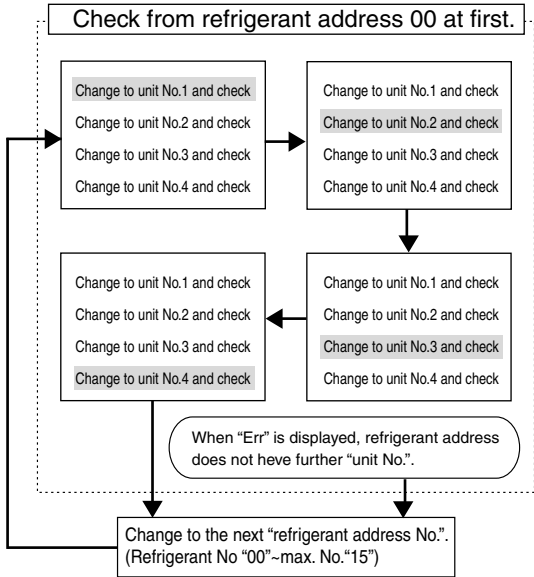 Check from refrigerant address 00 at first.
Change to unit No.1 and check
Change to unit No.2 and check
Change to unit No.3 and check
Change to unit No.4 and check
Change to unit No.1 and check
Change to unit No.2 and check
Change to unit No.3 and check
Change to unit No.4 and check
Change to unit No.1 and check
Change to unit No.2 and check
Change to unit No.3 and check
Change to unit No.4 and check
Change to unit No.1 and check
Change to unit No.2 and check
Change to unit No.3 and check
Change to unit No.4 and check
When “Err” is displayed, refrigerant address
does not heve further “unit No.”.
Change to the next “refrigerant address No.”.
(Refrigerant No “00”~max. No.“15”)